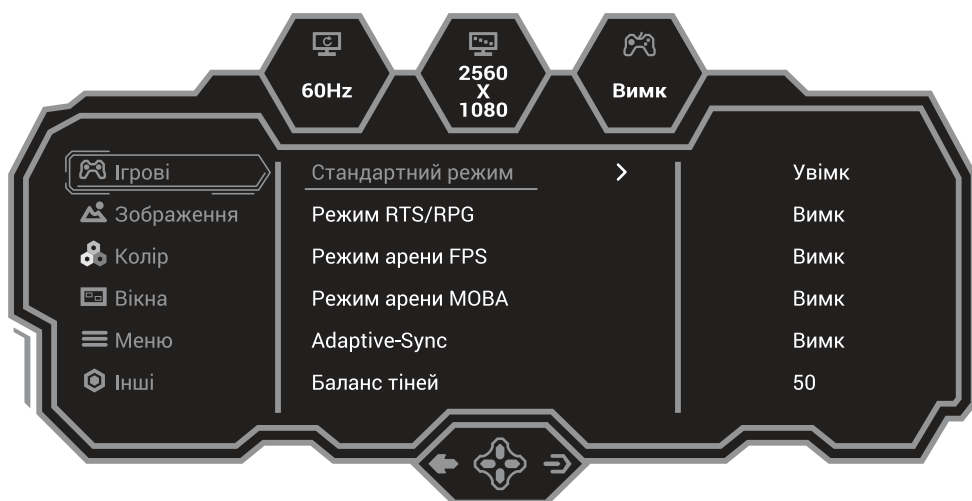 60Hz
2560
X
1080
Вимк
Ігрові
Стандартний режим
Увімк
Зображення
Режим RTS/RPG
Вимк
Колір
Режим арени FPS
Вимк
Вікна
Режим арени MOBA
Вимк
Меню
Adaptive-Sync
Вимк
Інші
Баланс тіней
50